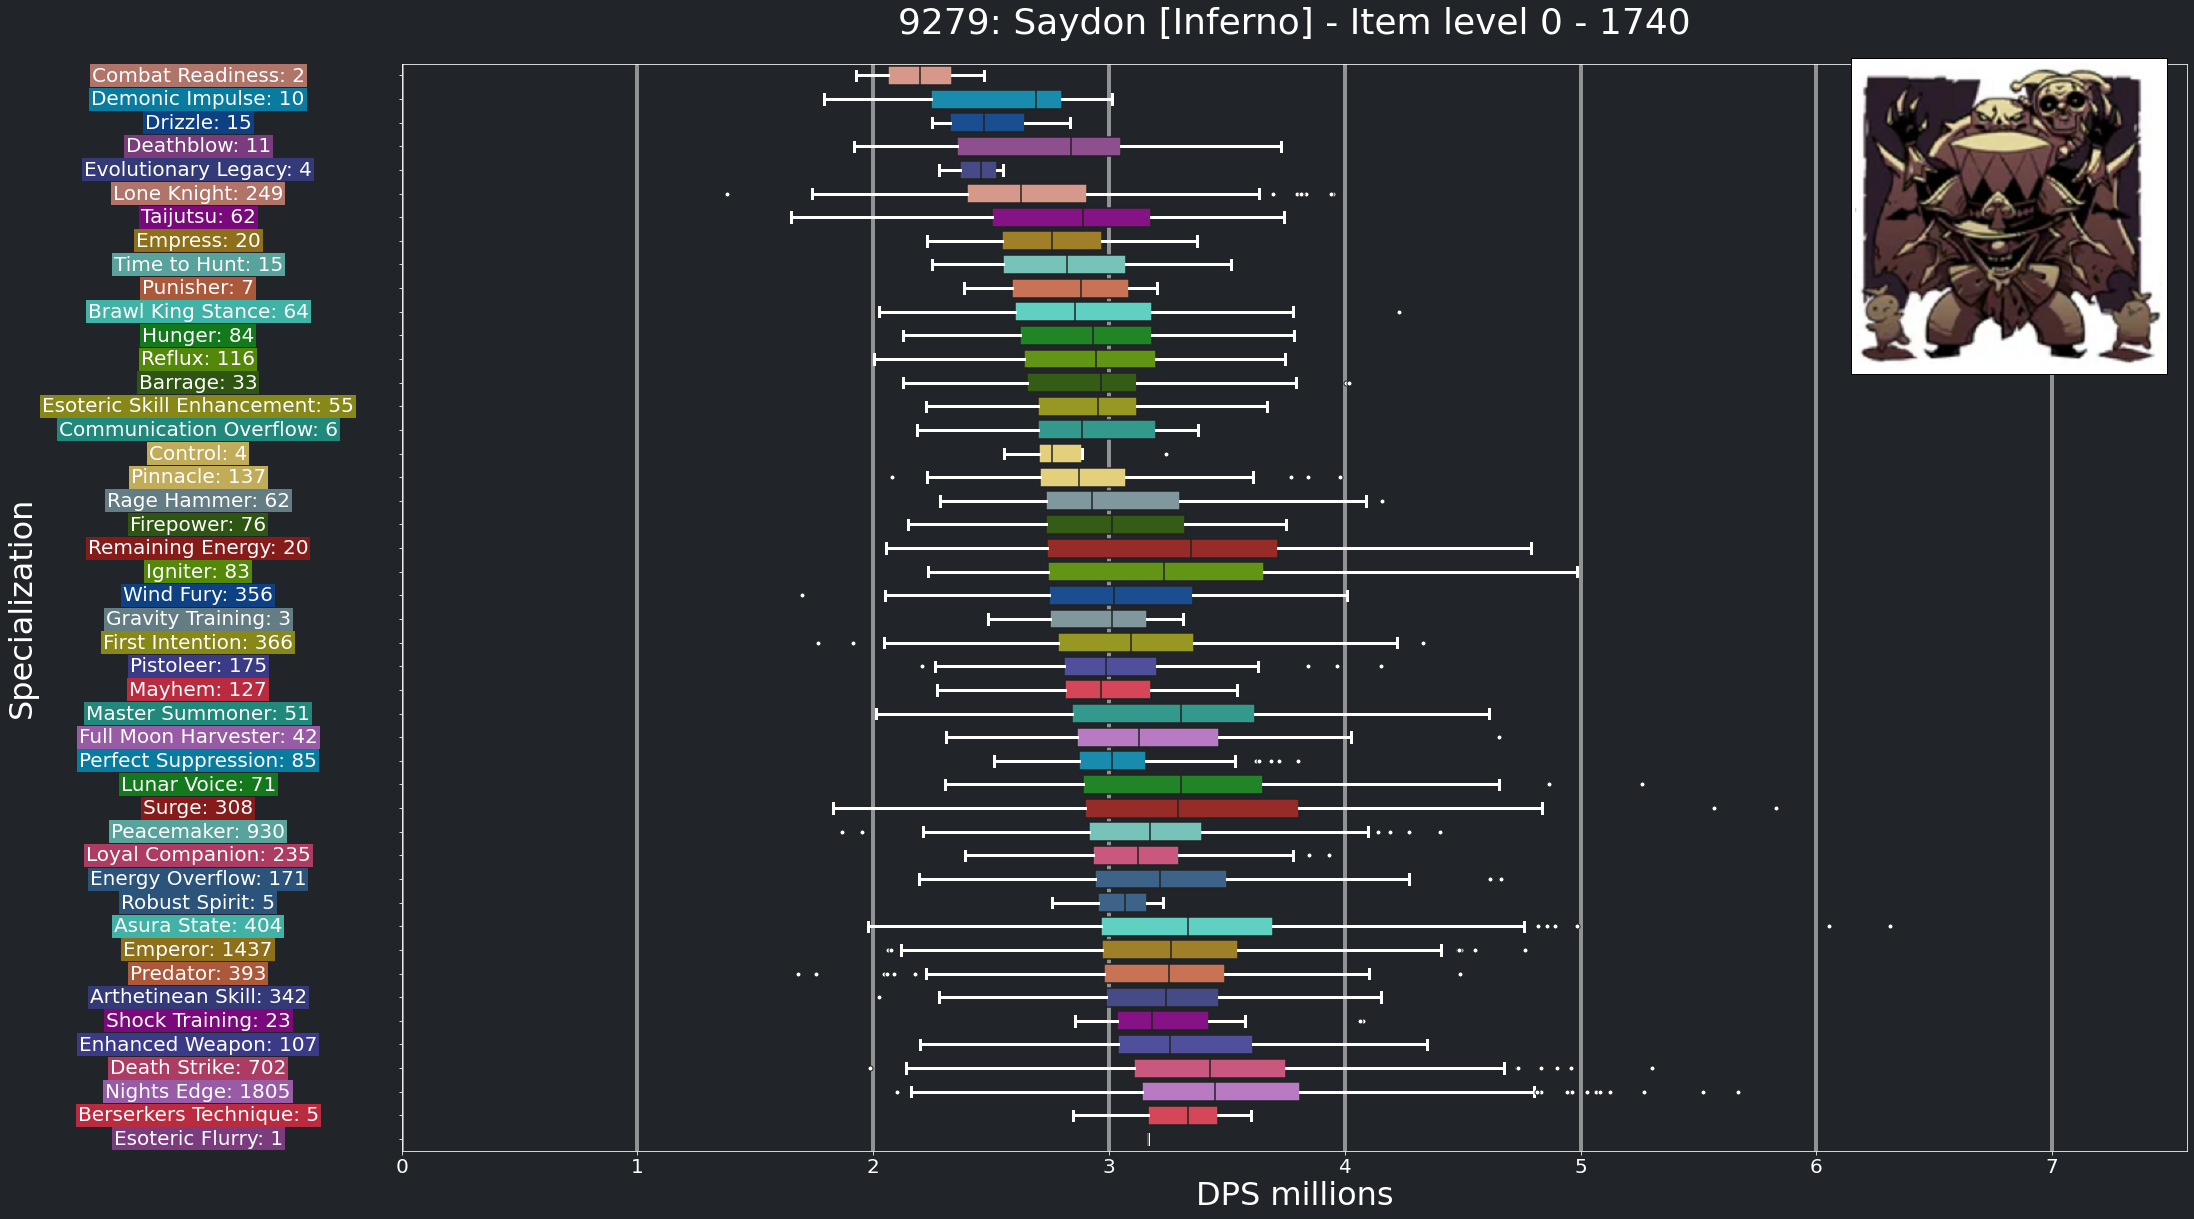 9279: Saydon [Inferno] - Item level 0 - 1740
Combat Readiness: 2
Demonic Impulse: 10
Drizzle: 15
Deathblow: 11
Evolutionary Legacy: 4
Lone Knight: 249
Taijutsu: 62
Empress: 20
Time to Hunt: 15
Punisher: 7
Brawl King Stance: 64
Hunger: 84
Reflux: 116
Barrage: 33
Esoteric Skill Enhancement: 55
Communication Overflow: 6
Control: 4
Pinnacle: 137
Rage Hammer: 62
Firepower: 76
Remaining Energy: 20
Igniter: 83
Wind Fury: 356
Gravity Training: 3
First Intention: 366
Pistoleer: 175
Mayhem: 127
Master Summoner: 51
Full Moon Harvester: 42
Perfect Suppression: 85
Lunar Voice: 71
Surge: 308
Peacemaker: 930
Loyal Companion: 235
Energy Overflow: 171
Robust Spirit: 5
Asura State: 404
Emperor: 1437
Predator: 393
Arthetinean Skill: 342
Shock Training: 23
Enhanced Weapon: 107
Death Strike: 702
Nights Edge: 1805
Berserkers Technique: 5
Esoteric Flurry: 1
Specialization
0 1 2 3 4 5 6 7
DPS millions